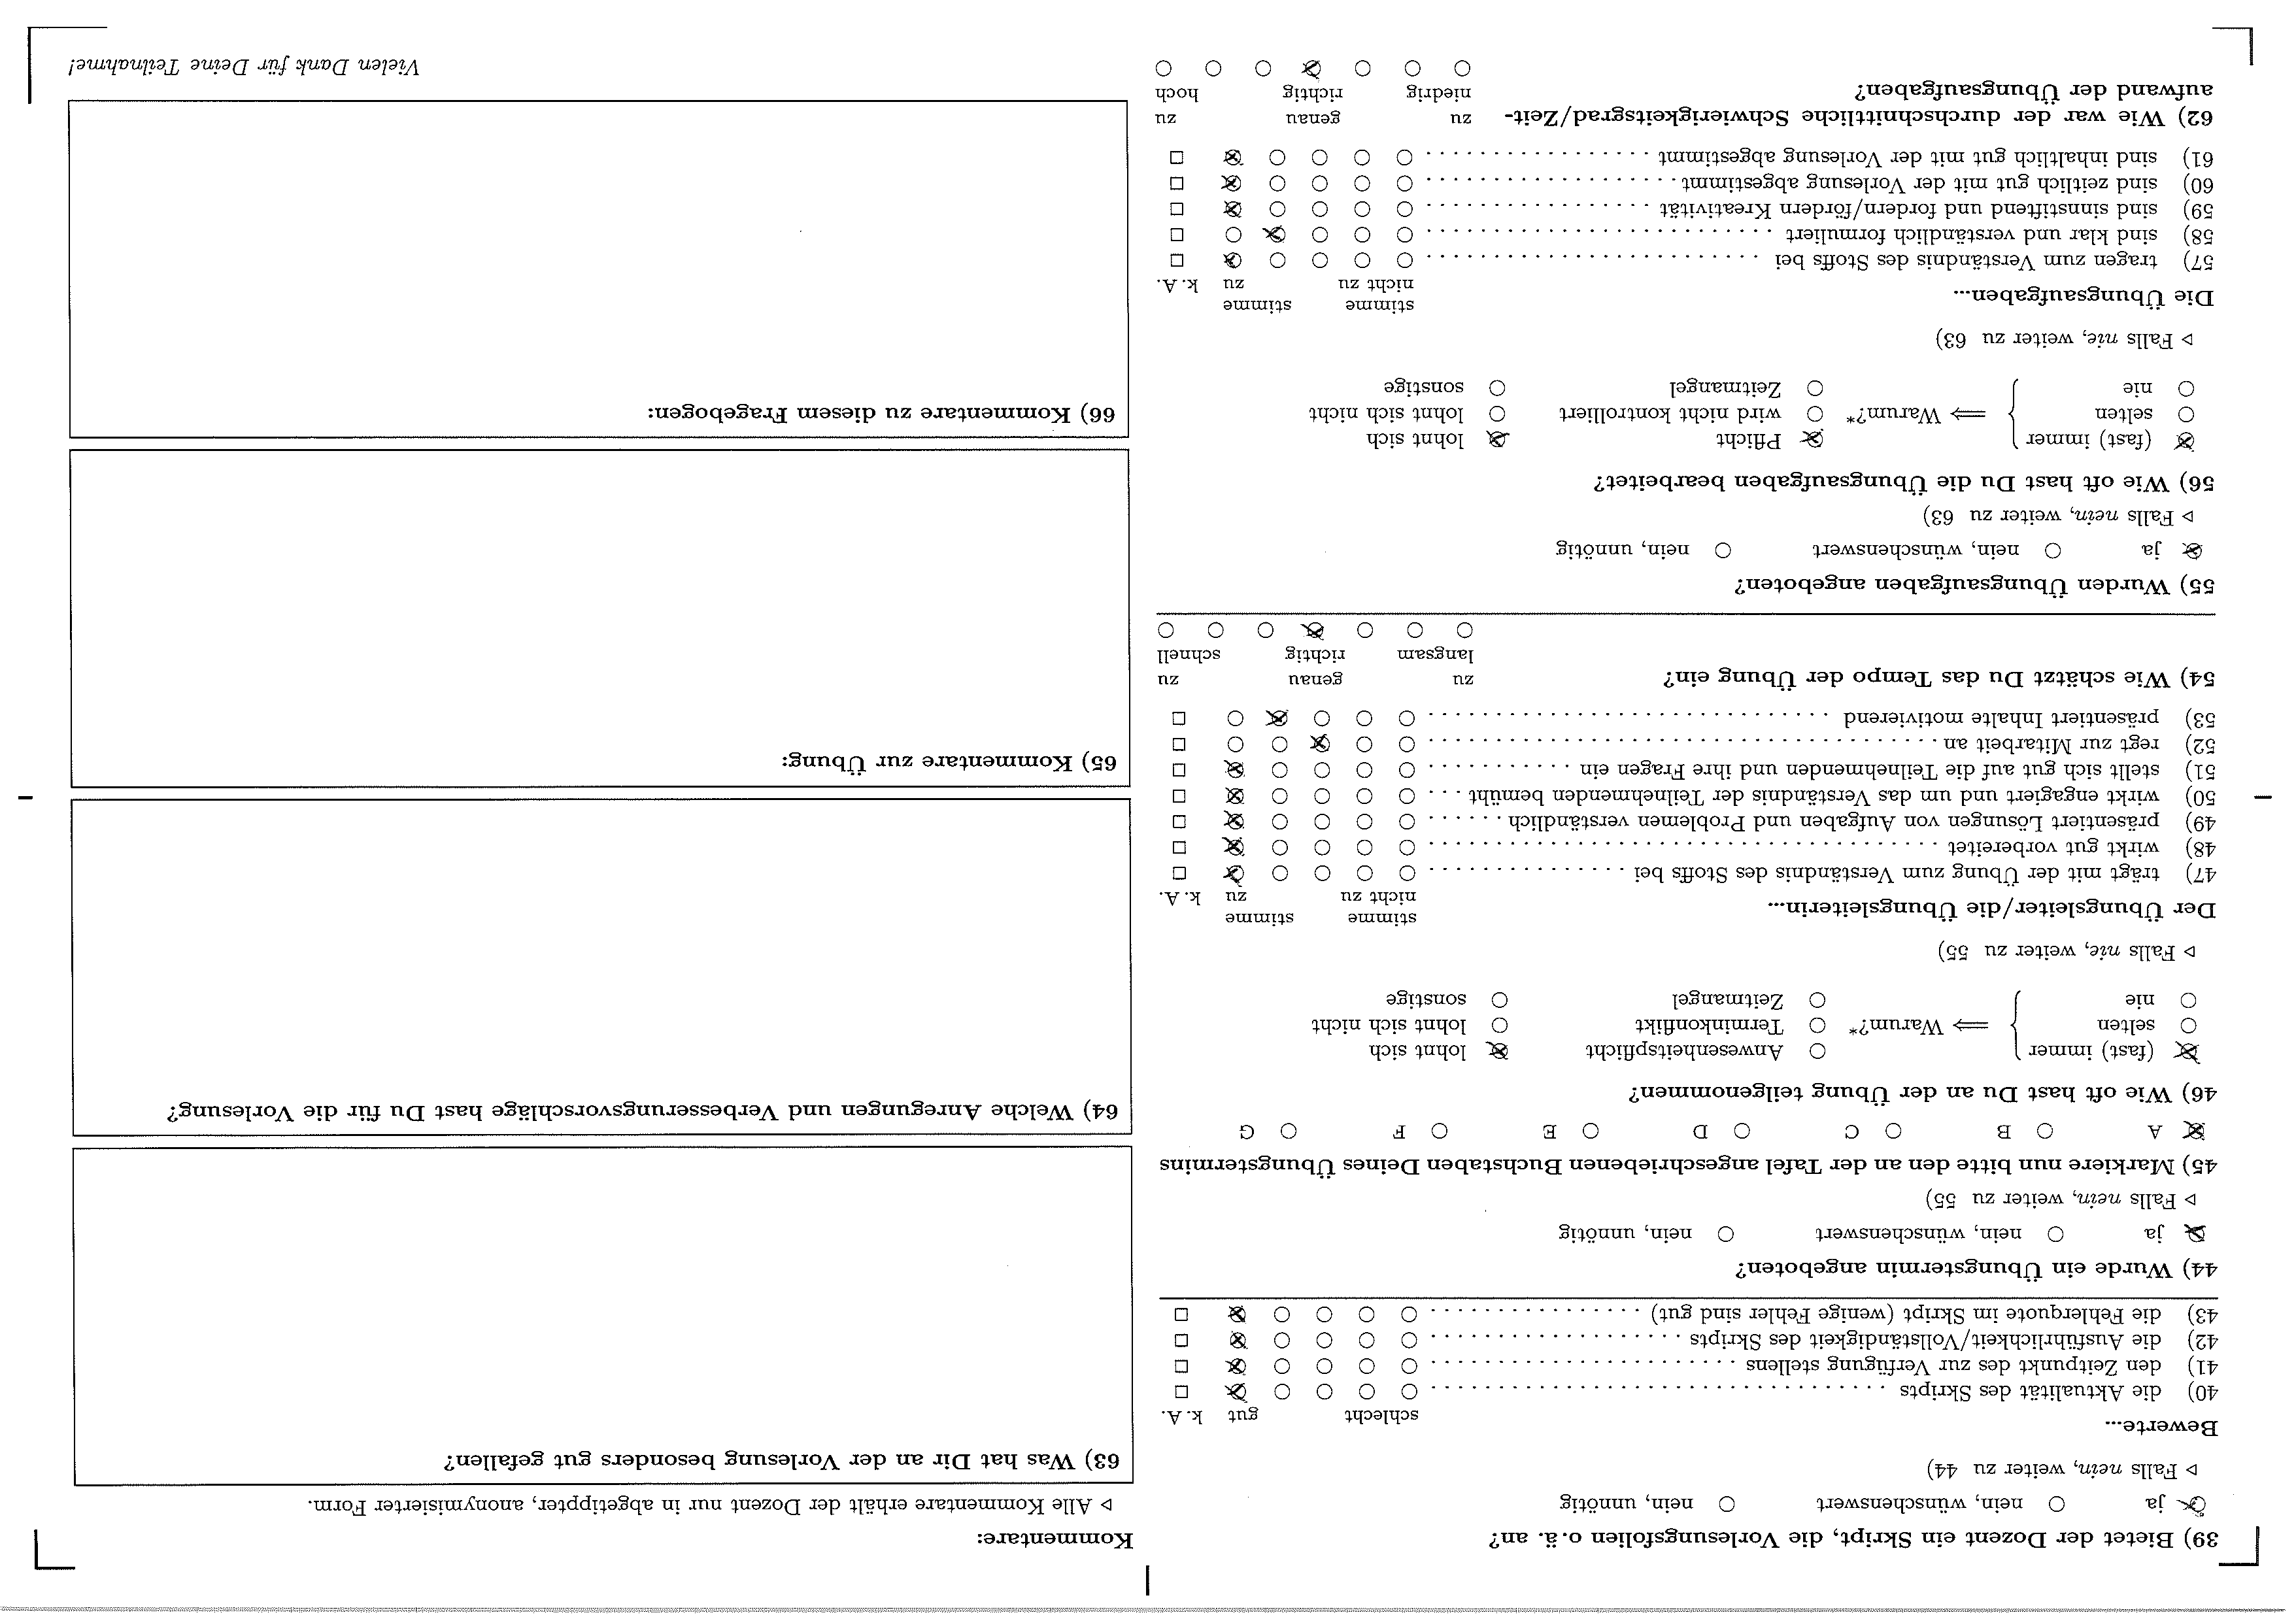 39) Bietet der Dozent ein Skript, die Vorlesungsfolien o. ä. an?
ja nein, wünschenswert nein, unnötig
▷ Falls nein, weiter zu 44)
Bewerte...
schlecht gut k. A.
40) die Aktualität des Skripts
41) den Zeitpunkt des zur Verfügung stellens
42) die Ausführlichkeit/Vollständigkeit des Skripts
43) die Fehlerquote im Skript (wenige Fehler sind gut)
44) Wurde ein Übungstermin angeboten?
ja nein, wünschenswert nein, unnötig
▷ Falls nein, weiter zu 55)
45) Markiere nun bitte den an der Tafel angeschriebenen Buchstaben Deines Übungstermins
A B C D E F G
46) Wie oft hast Du an der Übung teilgenommen?
(fast) immer Anwesenheitspflicht lohnt sich
selten ⟹ Warum?* Terminkonflikt lohnt sich nicht
nie Zeitmangel sonstige
▷ Falls nie, weiter zu 55)
Der Übungsleiter/die Übungsleiterin...
stimme nicht zu stimme zu k. A.
47) trägt mit der Übung zum Verständnis des Stoffs bei
48) wirkt gut vorbereitet
49) präsentiert Lösungen von Aufgaben und Problemen verständlich
50) wirkt engagiert und um das Verständnis der Teilnehmenden bemüht
51) stellt sich gut auf die Teilnehmenden und ihre Fragen ein
52) regt zur Mitarbeit an
53) präsentiert Inhalte motivierend
54) Wie schätzt Du das Tempo der Übung ein?
zu langsam genau richtig zu schnell
55) Wurden Übungsaufgaben angeboten?
ja nein, wünschenswert nein, unnötig
▷ Falls nein, weiter zu 63)
56) Wie oft hast Du die Übungsaufgaben bearbeitet?
(fast) immer Pflicht lohnt sich
selten ⟹ Warum?* wird nicht kontrolliert lohnt sich nicht
nie Zeitmangel sonstige
▷ Falls nie, weiter zu 63)
Die Übungsaufgaben...
stimme nicht zu stimme zu k. A.
57) tragen zum Verständnis des Stoffs bei
58) sind klar und verständlich formuliert
59) sind sinnstiftend und fordern/fördern Kreativität
60) sind zeitlich gut mit der Vorlesung abgestimmt
61) sind inhaltlich gut mit der Vorlesung abgestimmt
62) Wie war der durchschnittliche Schwierigkeitsgrad/Zeit-
aufwand der Übungsaufgaben?
zu niedrig genau richtig zu hoch
Kommentare:
▷ Alle Kommentare erhält der Dozent nur in abgetippter, anonymisierter Form.
63) Was hat Dir an der Vorlesung besonders gut gefallen?
64) Welche Anregungen und Verbesserungsvorschläge hast Du für die Vorlesung?
65) Kommentare zur Übung:
66) Kommentare zu diesem Fragebogen:
Vielen Dank für Deine Teilnahme!